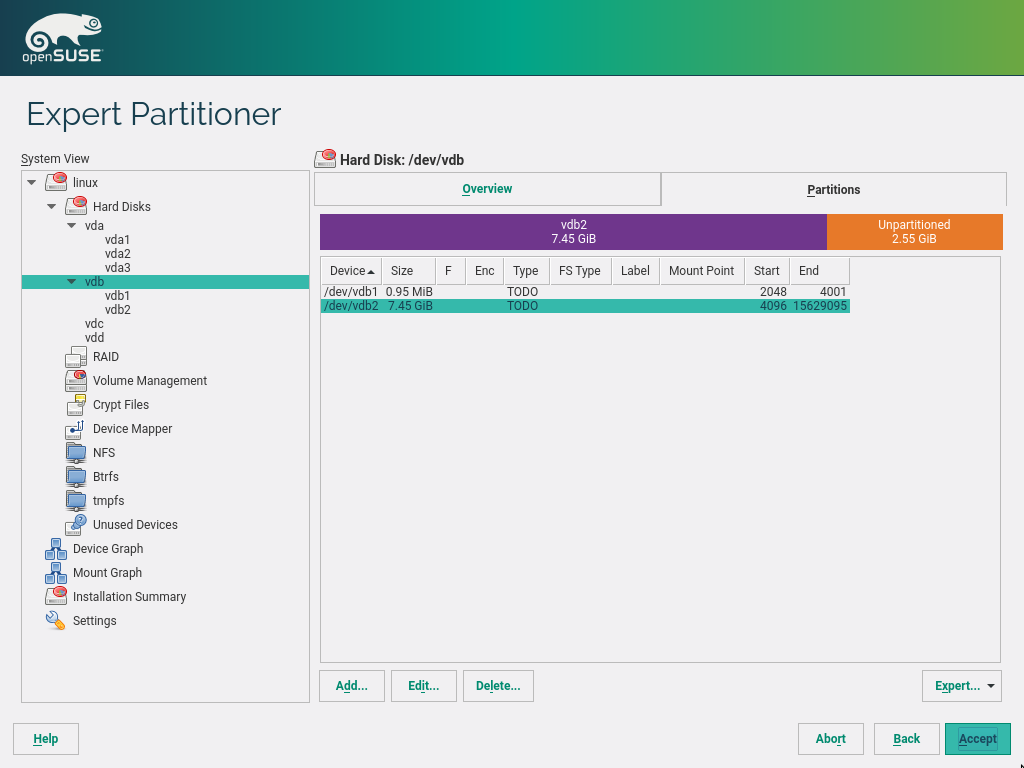 openSUSE
Expert Partitioner
System View
linux
Hard Disks
vda
vda1
vda2
vda3
vdb
vdb1
vdb2
vdc
vdd
RAID
Volume Management
Crypt Files
Device Mapper
NFS
Btrfs
tmpfs
Unused Devices
Device Graph
Mount Graph
Installation Summary
Settings
Hard Disk: /dev/vdb
Overview Partitions
vdb2 Unpartitioned
7.45 GiB 2.55 GiB
Device Size F Enc Type FS Type Label Mount Point Start End
/dev/vdb1 0.95 MiB TODO 2048 4001
/dev/vdb2 7.45 GiB TODO 4096 15629095
Add... Edit... Delete... Expert...
Help Abort Back Accept